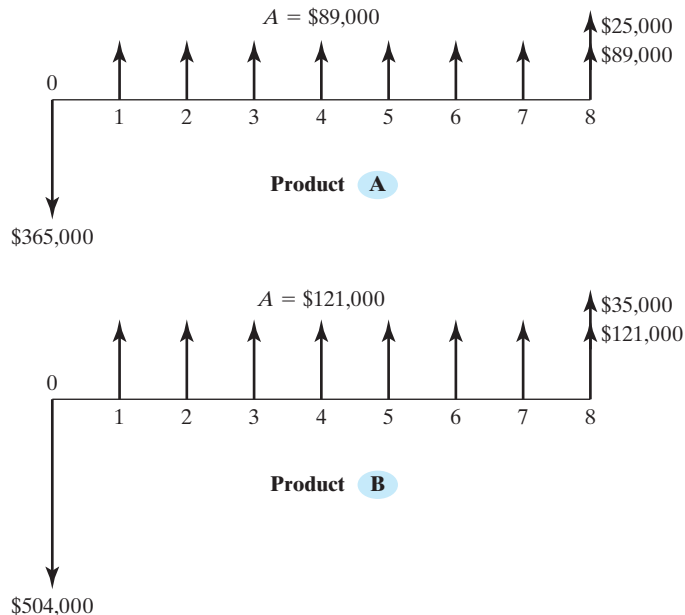 A = $89,000
$25,000
$89,000
0
1 2 3 4 5 6 7 8
Product A
$365,000
A = $121,000
$35,000
$121,000
0
1 2 3 4 5 6 7 8
Product B
$504,000